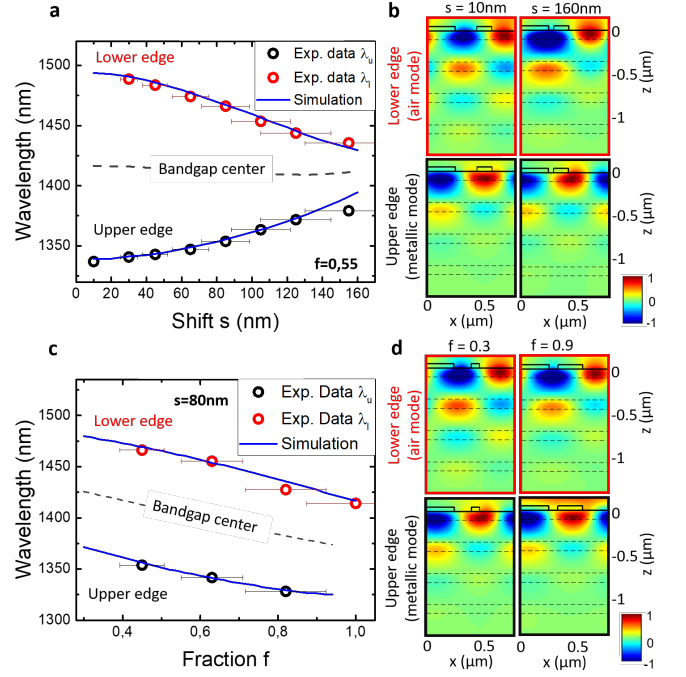 a
Lower edge
Exp. data λu
Exp. data λl
Simulation
Bandgap center
Upper edge
f=0,55
1500
1450
1400
1350
Wavelength (nm)
0 20 40 60 80 100 120 140 160
Shift s (nm)
b
s = 10nm
s = 160nm
Lower edge
(air mode)
Upper edge
(metallic mode)
0
-0.5
-1
z (μm)
0
-0.5
-1
z (μm)
0 0.5 0 0.5
x (μm)
1
0
-1
c
s=80nm
Lower edge
Exp. Data λu
Exp. Data λl
Simulation
Bandgap center
Upper edge
1500
1450
1400
1350
1300
Wavelength (nm)
0,4 0,6 0,8 1,0
Fraction f
d
f = 0.3
f = 0.9
Lower edge
(air mode)
Upper edge
(metallic mode)
0
-0.5
-1
z (μm)
0
-0.5
-1
z (μm)
0 0.5 0 0.5
x (μm)
1
0
-1